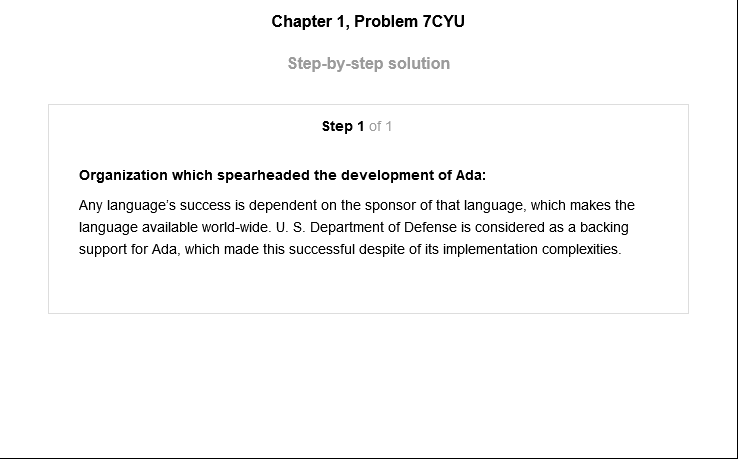 Chapter 1, Problem 7CYU
Step-by-step solution
Step 1 of 1
Organization which spearheaded the development of Ada:
Any language's success is dependent on the sponsor of that language, which makes the
language available world-wide. U. S. Department of Defense is considered as a backing
support for Ada, which made this successful despite of its implementation complexities.